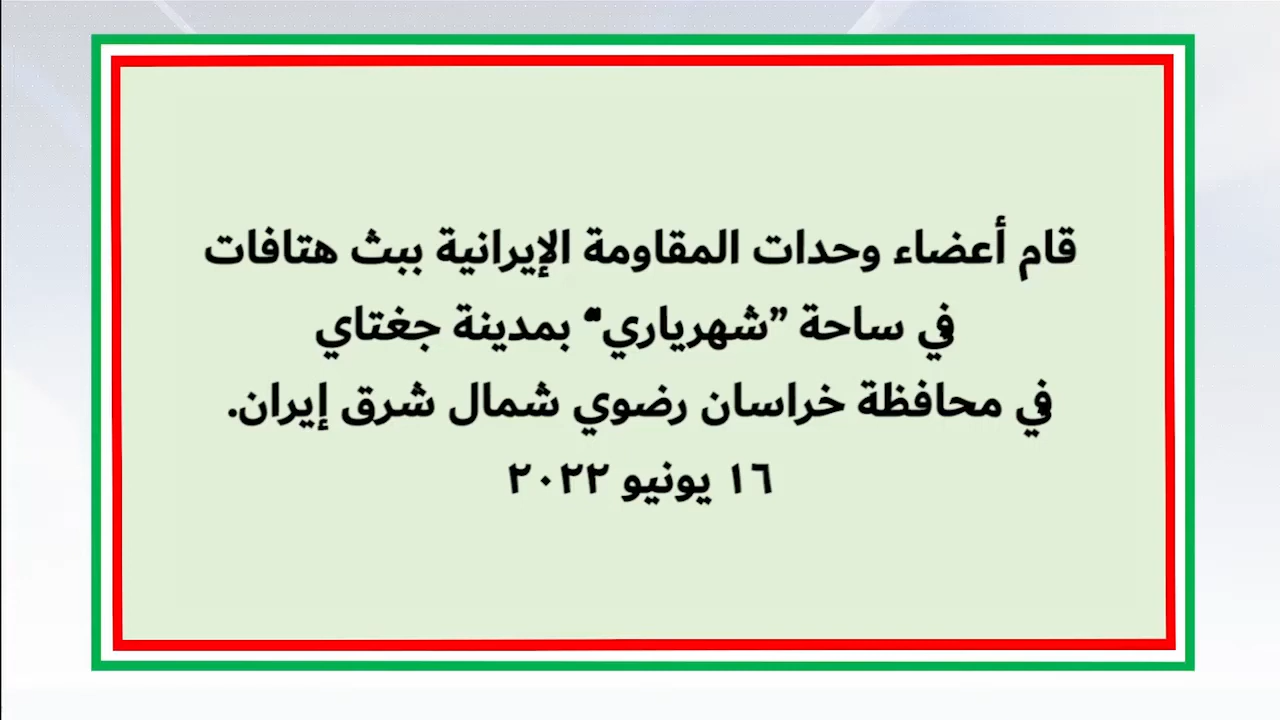 قام أعضاء وحدات المقاومة الإيرانية ببث هتافات
في ساحة ”شهرياري“ بمدينة جغتاي
في محافظة خراسان رضوي شمال شرق إيران.
١٦ يونيو ٢٠٢٢